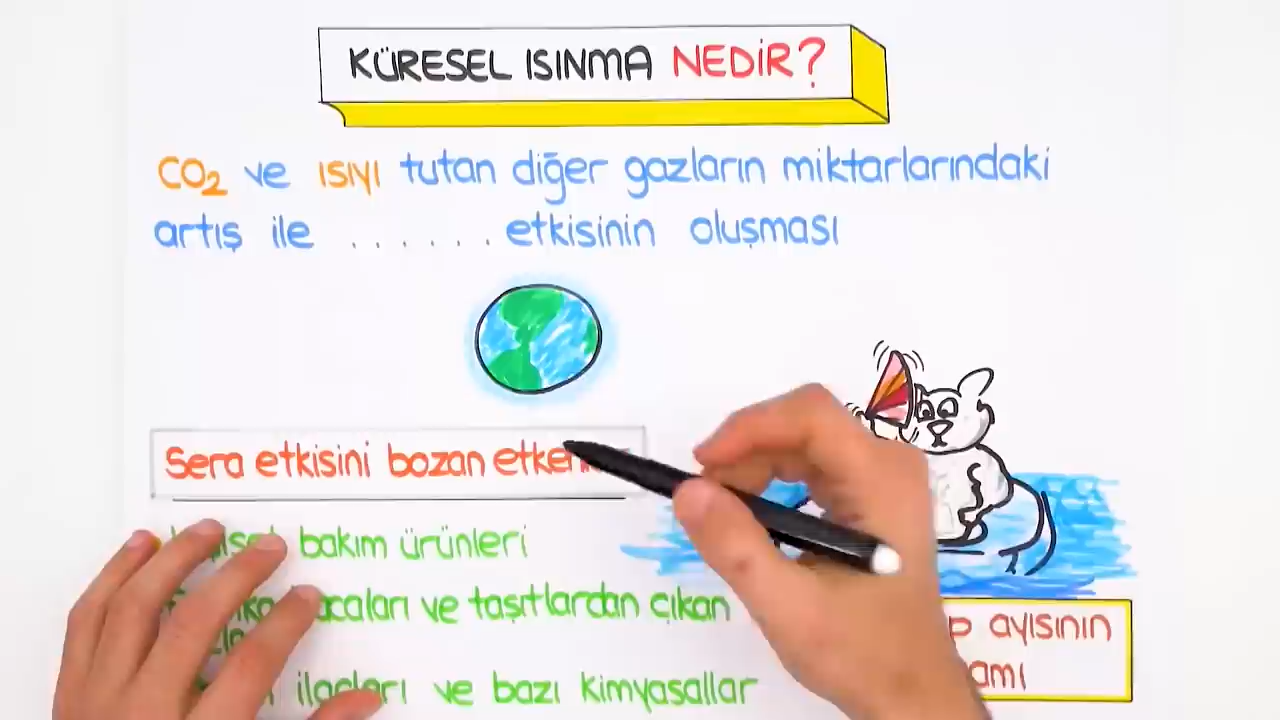 KÜRESEL ISINMA NEDİR?
CO2 ve ısıyı tutan diğer gazların miktarlarındaki
artış ile ...... etkisinin oluşması
Sera etkisini bozan
bakım ürünleri
ve taşıtlardan çıkan
ilaçları ve bazı kimyasallar
ayısının